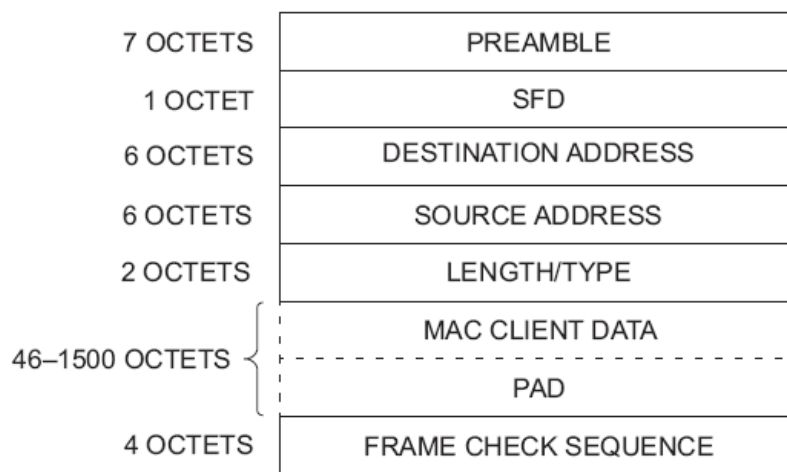 7 OCTETS PREAMBLE
1 OCTET SFD
6 OCTETS DESTINATION ADDRESS
6 OCTETS SOURCE ADDRESS
2 OCTETS LENGTH/TYPE
MAC CLIENT DATA
46–1500 OCTETS
PAD
4 OCTETS FRAME CHECK SEQUENCE